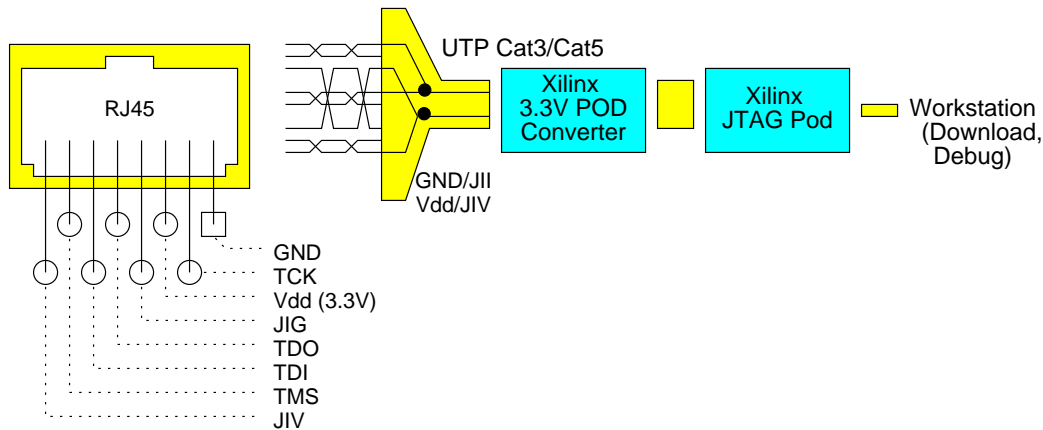 UTP Cat3/Cat5
RJ45
Xilinx
3.3V POD
Converter
Xilinx
JTAG Pod
Workstation
(Download,
Debug)
GND/JII
Vdd/JIV
GND
TCK
Vdd (3.3V)
JIG
TDO
TDI
TMS
JIV